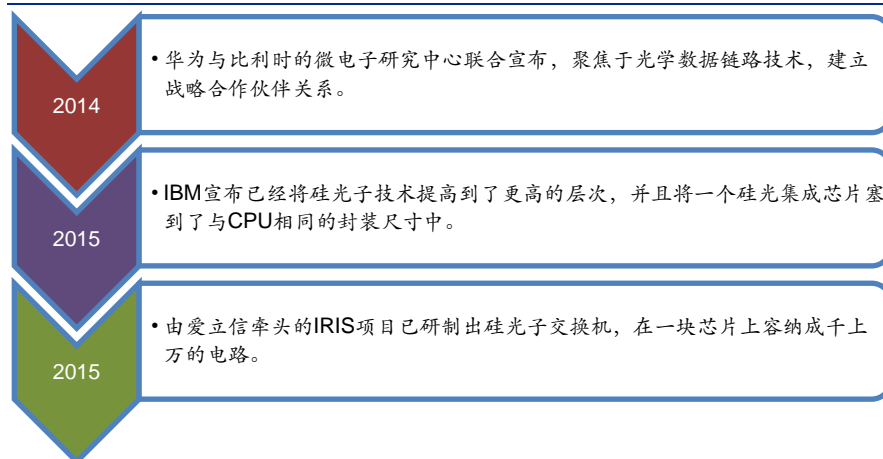 2014
• 华为与比利时的微电子研究中心联合宣布，聚焦于光学数据链路技术，建立
战略合作伙伴关系。
2015
• IBM宣布已经将硅光子技术提高到了更高的层次，并且将一个硅光集成芯片塞
到了与CPU相同的封装尺寸中。
2015
• 由爱立信牵头的IRIS项目已研制出硅光子交换机，在一块芯片上容纳成千上
万的电路。